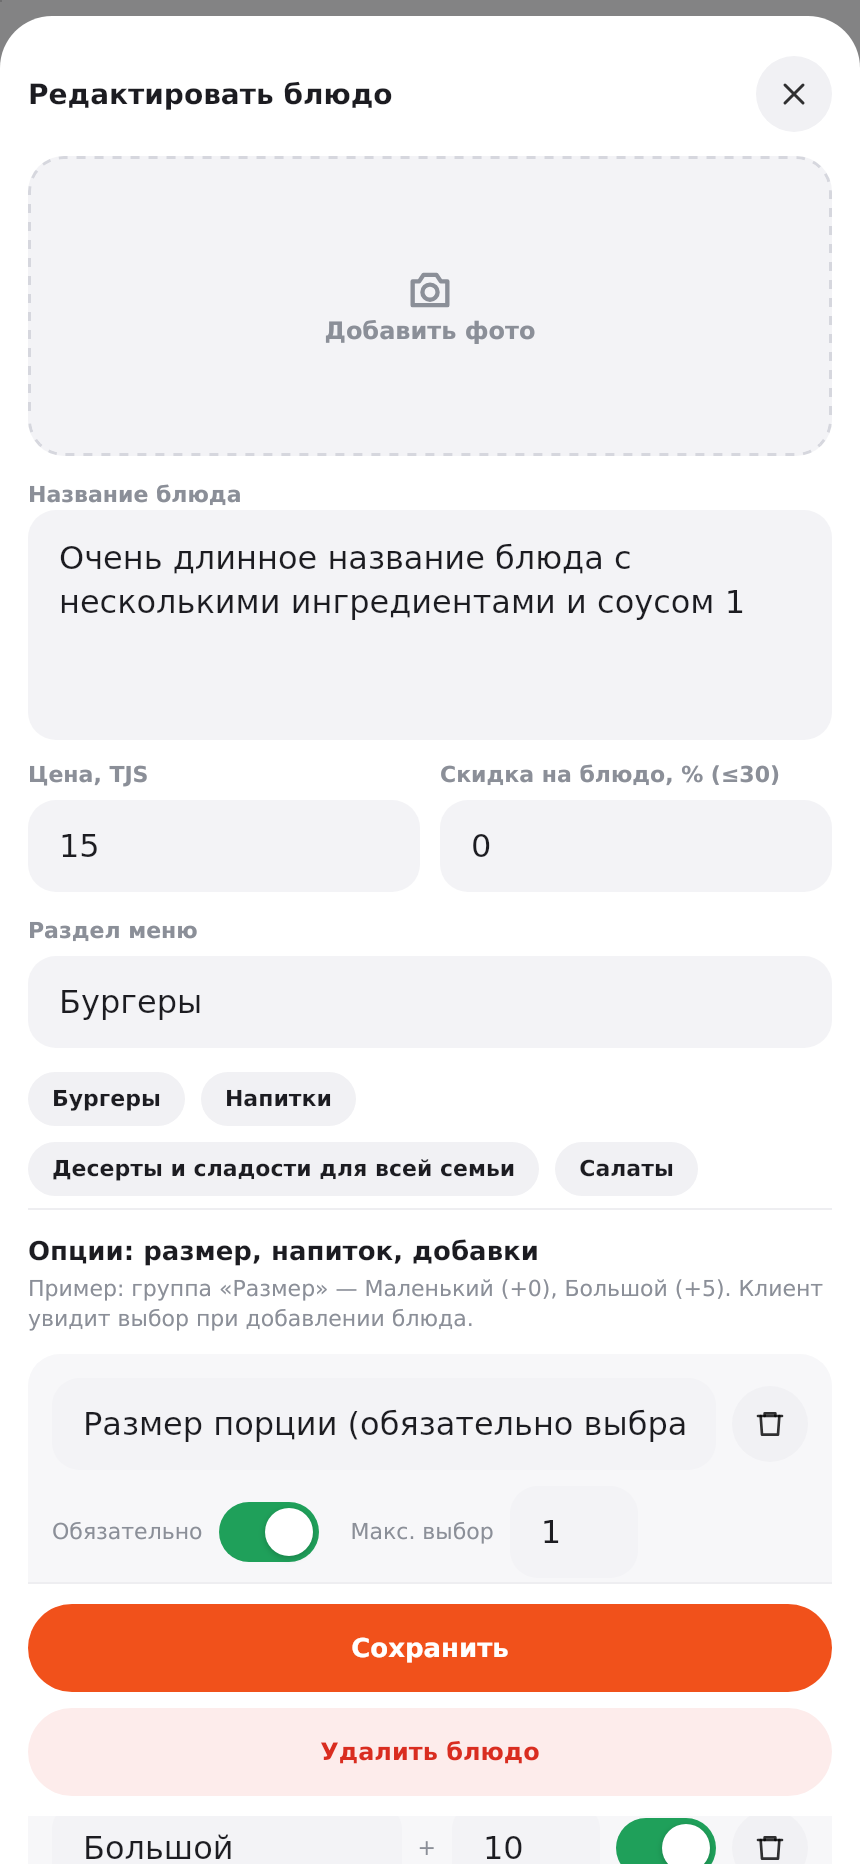 Редактировать блюдо
Добавить фото
Название блюда
Очень длинное название блюда с
несколькими ингредиентами и соусом 1
Цена, TJS
Скидка на блюдо, % (≤30)
15
0
Раздел меню
Бургеры
Бургеры
Напитки
Десерты и сладости для всей семьи
Салаты
Опции: размер, напиток, добавки
Пример: группа «Размер» — Маленький (+0), Большой (+5). Клиент
увидит выбор при добавлении блюда.
Размер порции (обязательно выбра
Обязательно
Макс. выбор
1
Сохранить
Удалить блюдо
Большой
+
10